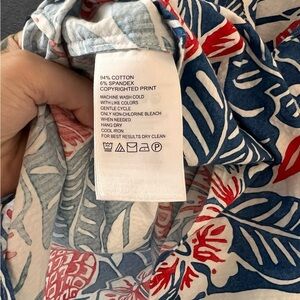 94% COTTON
6% SPANDEX
COPYRIGHTED PRINT
MACHINE WASH COLD
WITH LIKE COLORS
GENTLE CYCLE
ONLY NON-CHLORINE BLEACH
WHEN NEEDED
HANG DRY
COOL IRON
FOR BEST RESULTS DRY CLEAN